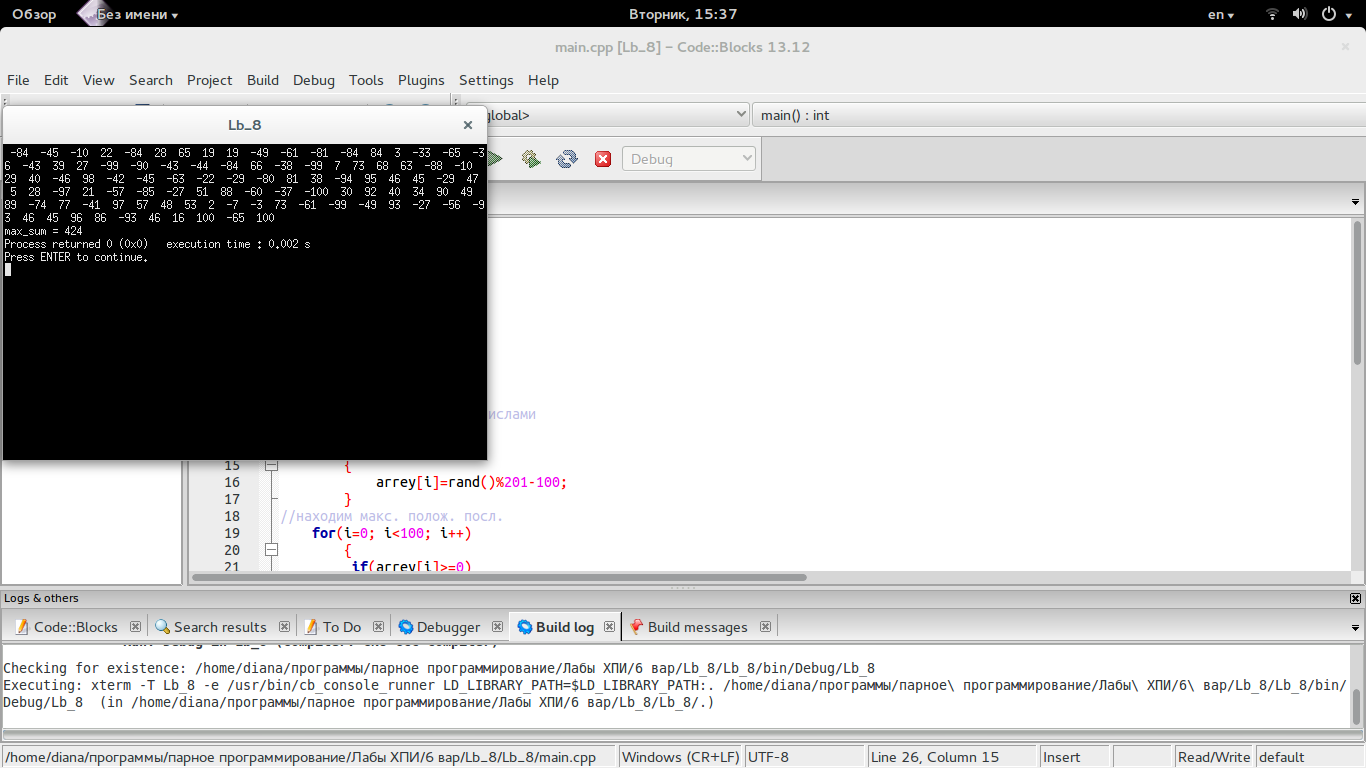 Обзор Без имени Вторник, 15:37 en
main.cpp [Lb_8] – Code::Blocks 13.12
File Edit View Search Project Build Debug Tools Plugins Settings Help
Lb_8
global> main() : int
Debug
-84 -45 -10 22 -84 28 65 19 19 -49 -61 -81 -84 84 3 -33 -65 -3
6 -43 39 27 -99 -90 -43 -44 -84 66 -38 -99 7 73 68 63 -88 -10
29 40 -46 98 -42 -45 -63 -22 -29 -80 81 38 -94 95 46 45 -29 47
5 28 -97 21 -57 -85 -27 51 88 -60 -37 -100 30 92 40 34 90 49
89 -74 77 -41 97 57 48 53 2 -7 -3 73 -61 -99 -49 93 -27 -56 -9
3 46 45 96 86 -93 46 16 100 -65 100
max_sum = 424
Process returned 0 (0x0) execution time : 0.002 s
Press ENTER to continue.
ислами
15 {
16 arrey[i]=rand()%201-100;
17 }
18 //находим макс. полож. посл.
19 for(i=0; i<100; i++)
20 {
21 if(arrey[i]>=0)
Logs & others
Code::Blocks Search results To Do Debugger Build log Build messages
Checking for existence: /home/diana/программы/парное программирование/Лабы ХПИ/6 вар/Lb_8/Lb_8/bin/Debug/Lb_8
Executing: xterm -T Lb_8 -e /usr/bin/cb_console_runner LD_LIBRARY_PATH=$LD_LIBRARY_PATH:. /home/diana/программы/парное\ программирование/Лабы\ ХПИ/6\ вар/Lb_8/Lb_8/bin/
Debug/Lb_8 (in /home/diana/программы/парное программирование/Лабы ХПИ/6 вар/Lb_8/Lb_8/.)
/home/diana/программы/парное программирование/Лабы ХПИ/6 вар/Lb_8/Lb_8/main.cpp Windows (CR+LF) UTF-8 Line 26, Column 15 Insert Read/Write default